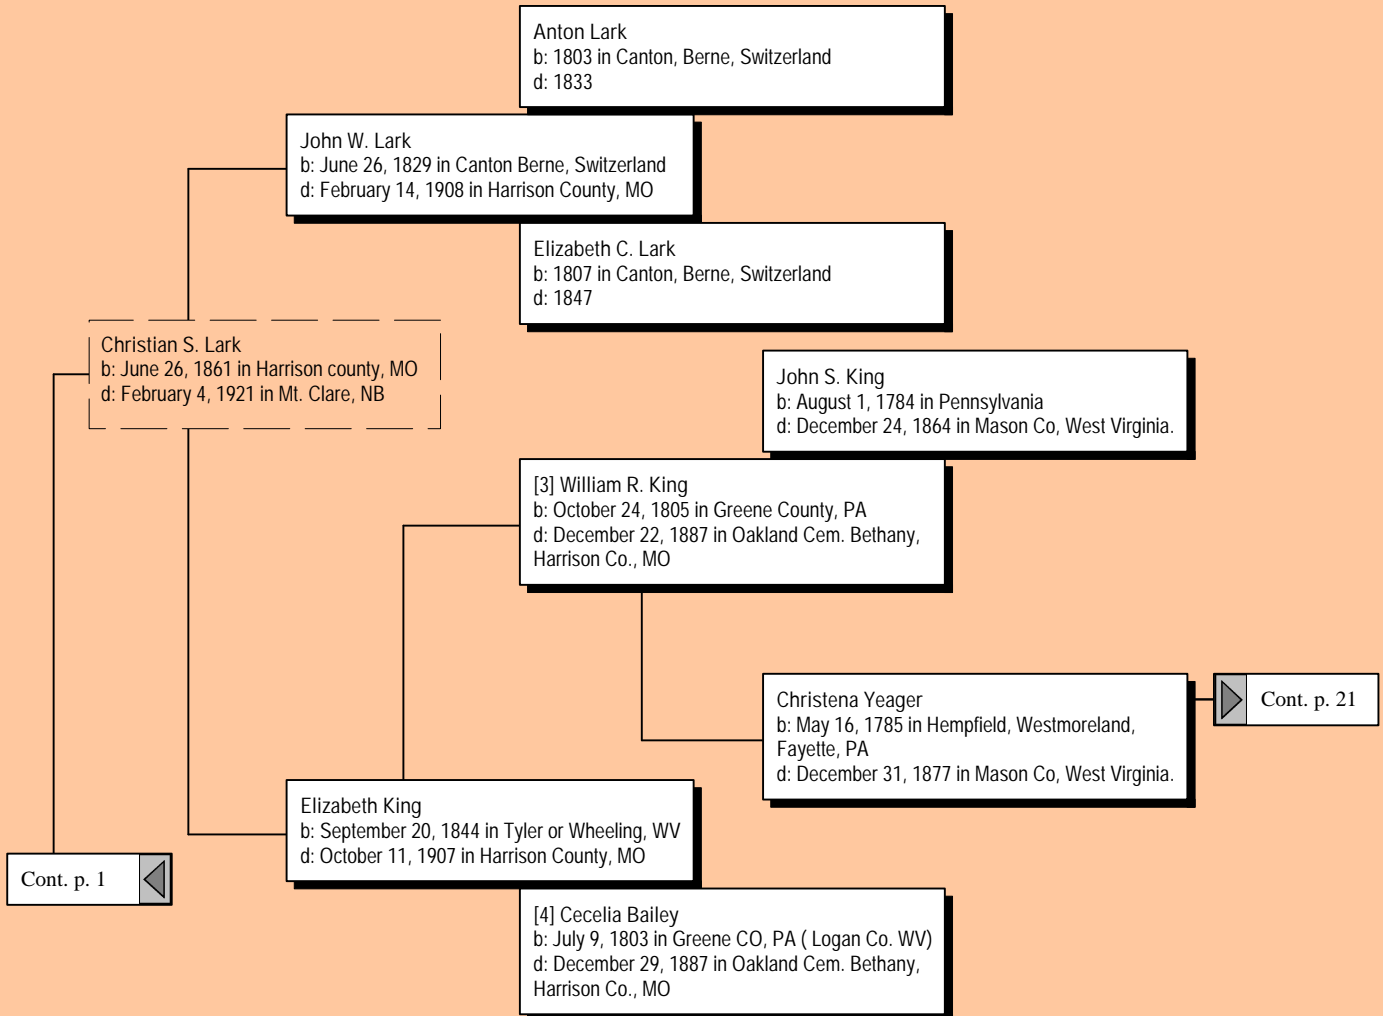 Anton Lark
b: 1803 in Canton, Berne, Switzerland
d: 1833
John W. Lark
b: June 26, 1829 in Canton Berne, Switzerland
d: February 14, 1908 in Harrison County, MO
Elizabeth C. Lark
b: 1807 in Canton, Berne, Switzerland
d: 1847
Christian S. Lark
b: June 26, 1861 in Harrison county, MO
d: February 4, 1921 in Mt. Clare, NB
John S. King
b: August 1, 1784 in Pennsylvania
d: December 24, 1864 in Mason Co, West Virginia.
[3] William R. King
b: October 24, 1805 in Greene County, PA
d: December 22, 1887 in Oakland Cem. Bethany,
Harrison Co., MO
Christena Yeager
b: May 16, 1785 in Hempfield, Westmoreland,
Fayette, PA
d: December 31, 1877 in Mason Co, West Virginia.
Cont. p. 21
Elizabeth King
b: September 20, 1844 in Tyler or Wheeling, WV
d: October 11, 1907 in Harrison County, MO
Cont. p. 1
[4] Cecelia Bailey
b: July 9, 1803 in Greene CO, PA ( Logan Co. WV)
d: December 29, 1887 in Oakland Cem. Bethany,
Harrison Co., MO